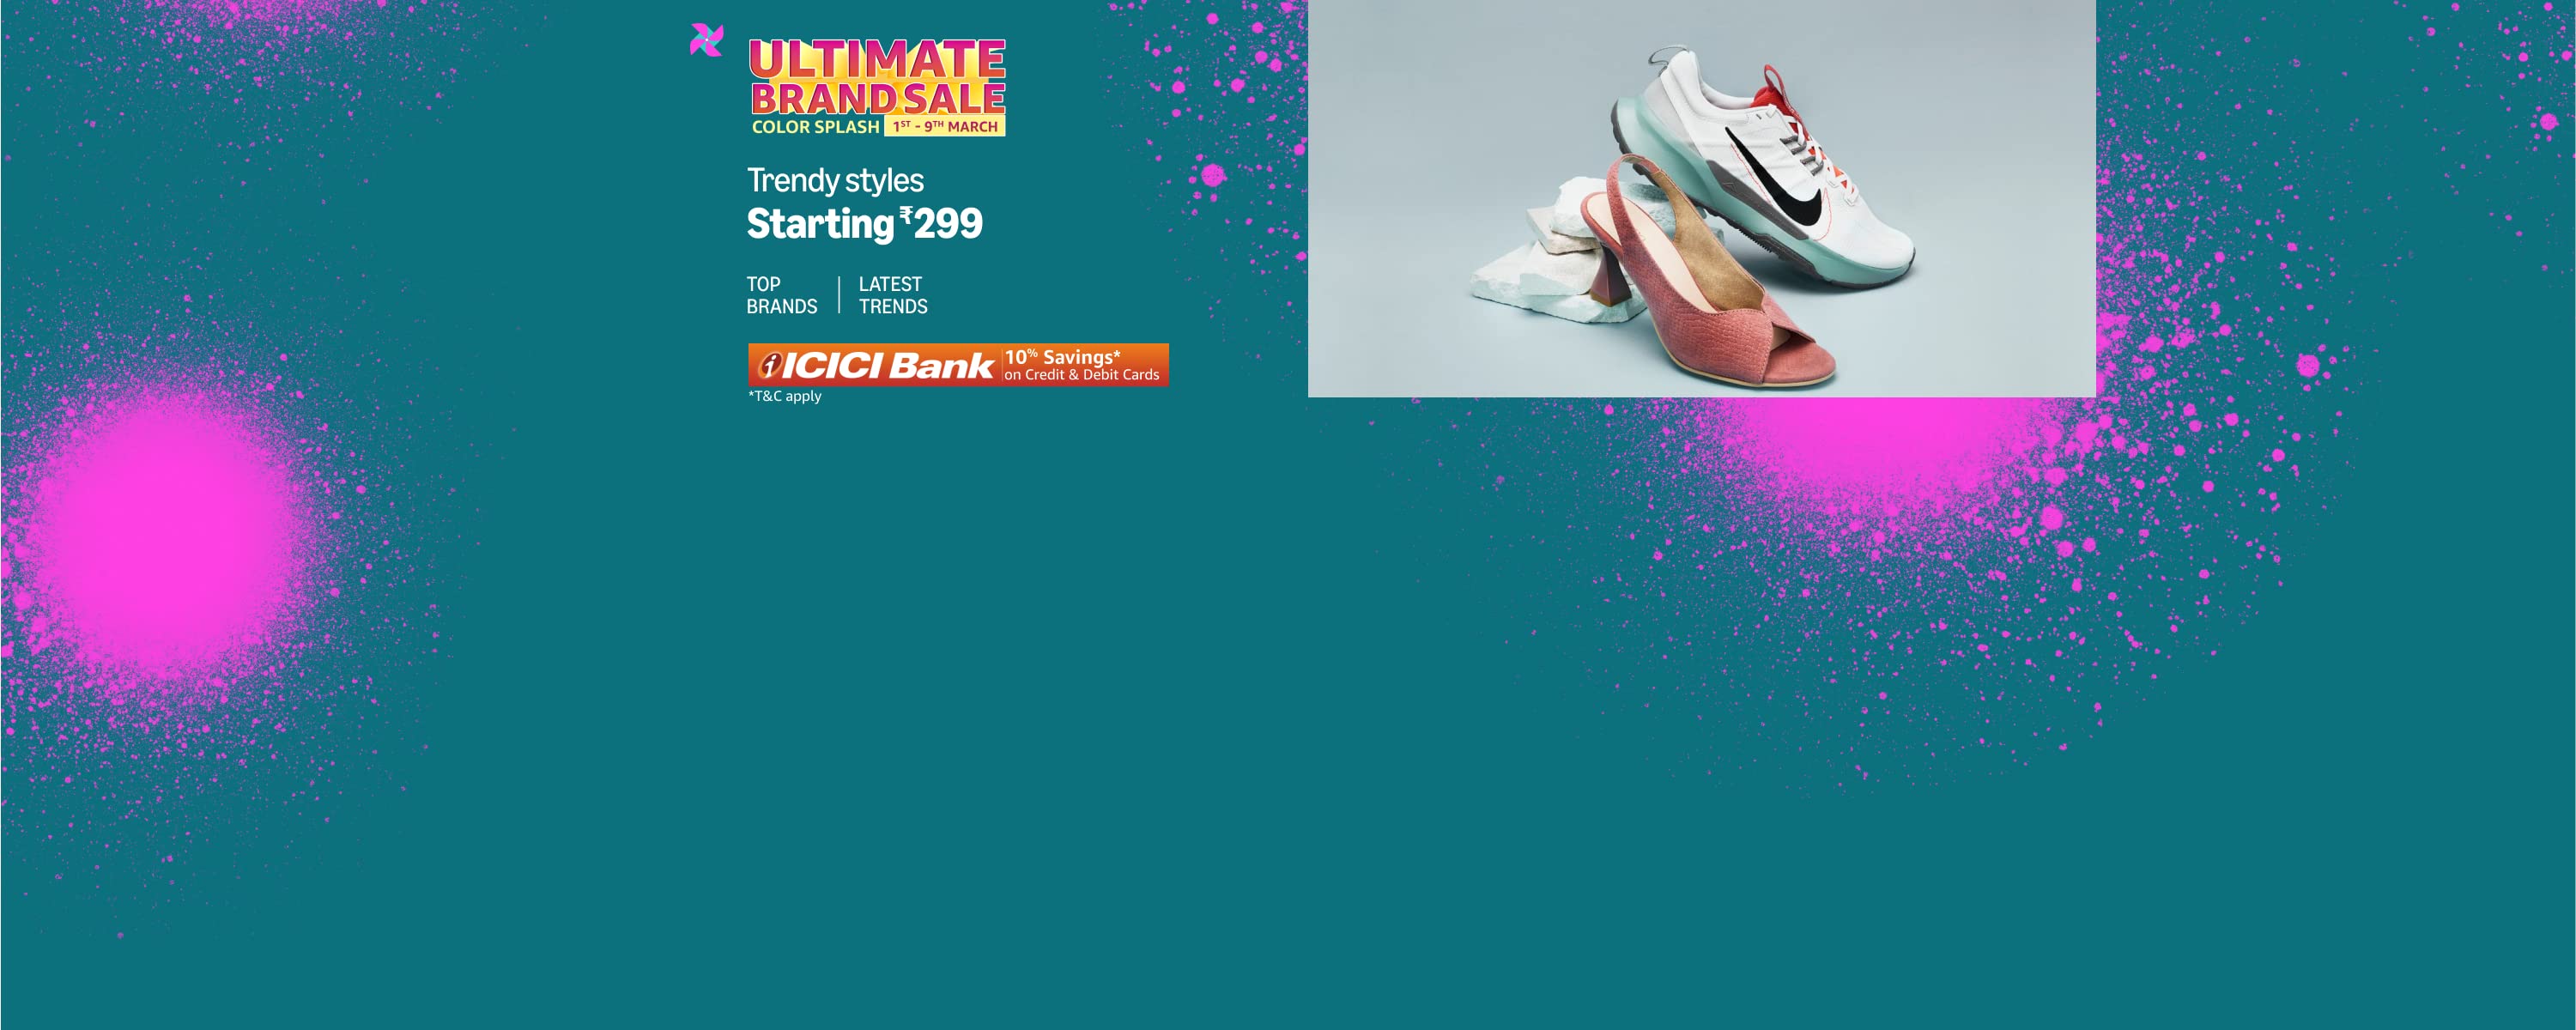 ULTIMATE
BRAND SALE
COLOR SPLASH 1ST - 9TH MARCH
Trendy styles
Starting ₹299
TOP BRANDS | LATEST TRENDS
ICICI Bank 10% Savings* on Credit & Debit Cards
*T&C apply